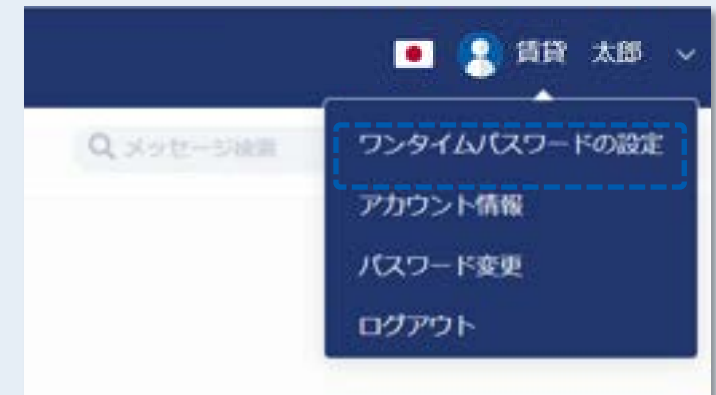 賃貸 太郎
メッセージ検索
ワンタイムパスワードの設定
アカウント情報
パスワード変更
ログアウト